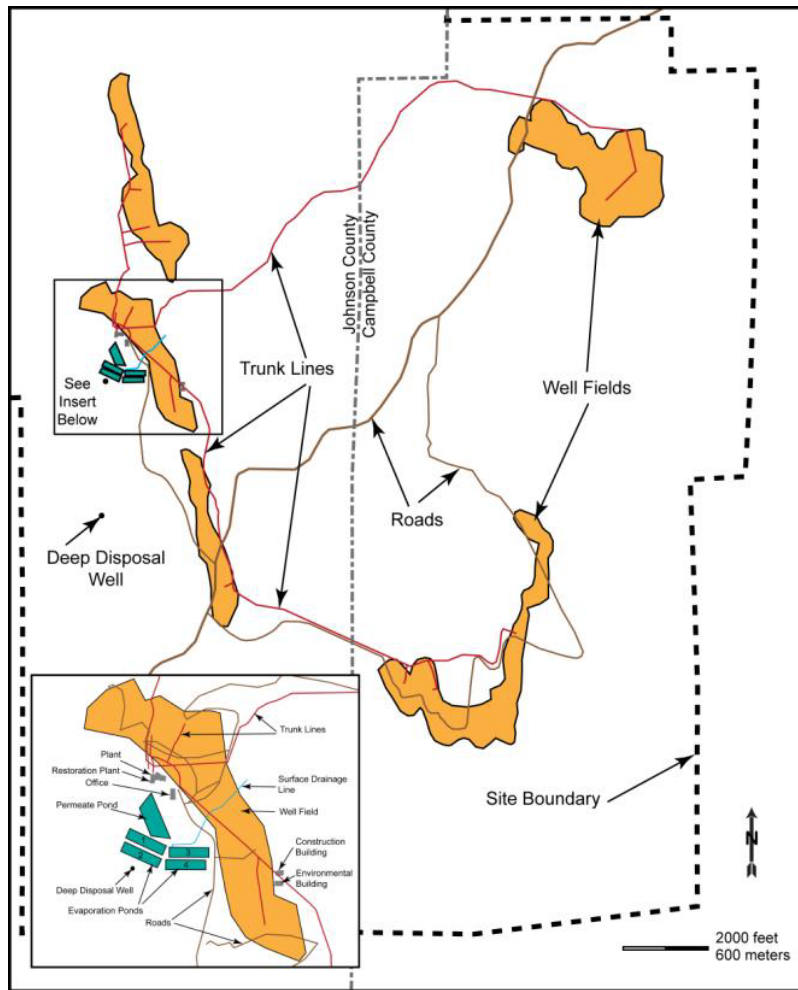 Johnson County
Campbell County
Trunk Lines
Well Fields
See
Insert
Below
Roads
Deep Disposal
Well
Site Boundary
N
2000 feet
600 meters
Trunk Lines
Plant
Restoration Plant
Office
Surface Drainage
Line
Permeate Pond
Well Field
1
2
3
4
Construction
Building
Environmental
Building
Deep Disposal Well
Evaporation Ponds
Roads